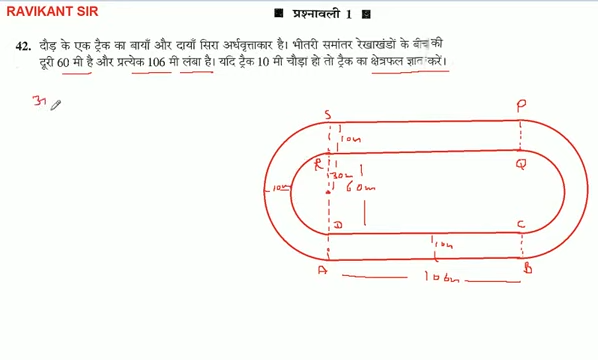 RAVIKANT SIR
■ प्रश्नावली 1 ■
42. दौड़ के एक ट्रैक का बायाँ और दायाँ सिरा अर्धवृत्ताकार है। भीतरी समांतर रेखाखंडों के बीच की
दूरी 60 मी है और प्रत्येक 106 मी लंबा है। यदि ट्रैक 10 मी चौड़ा हो तो ट्रैक का क्षेत्रफल ज्ञात करें।
अ
S
P
10m
R
Q
30m
10m
60m
D
C
10m
A
B
106m